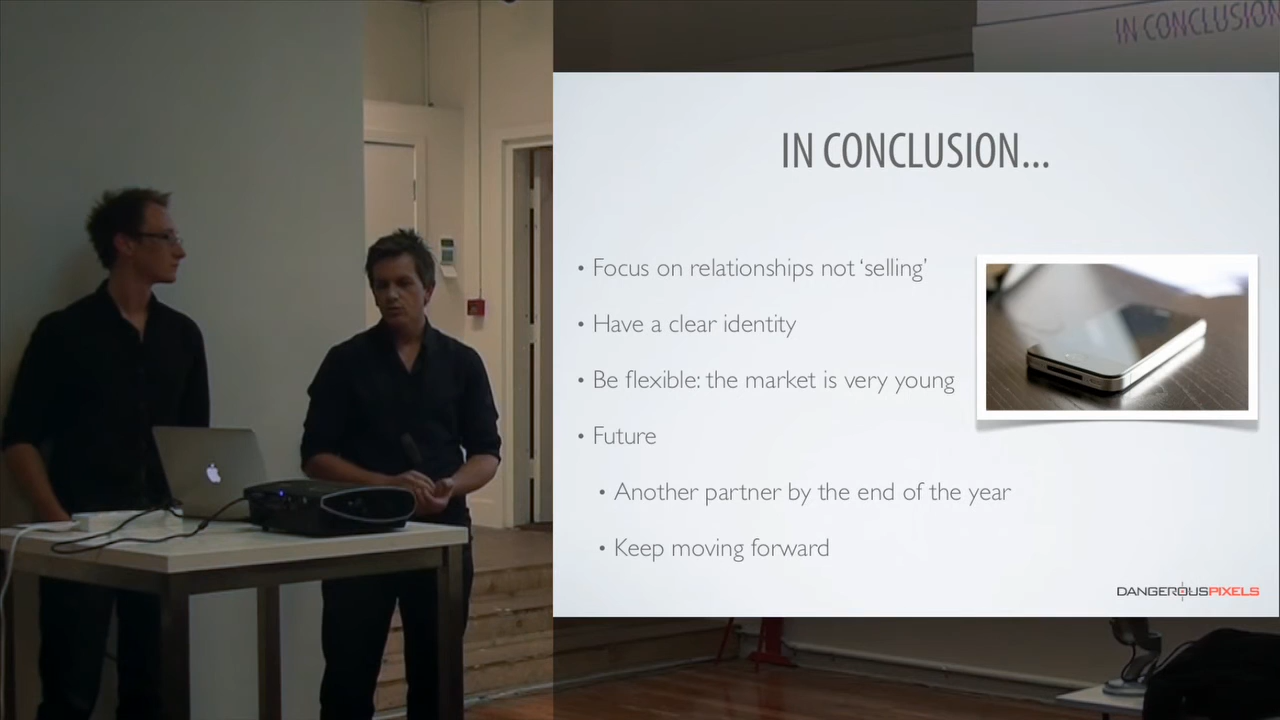 IN CONCLUSION
IN CONCLUSION...
• Focus on relationships not ‘selling’
• Have a clear identity
• Be flexible: the market is very young
• Future
• Another partner by the end of the year
• Keep moving forward
DANGEROUSPIXELS